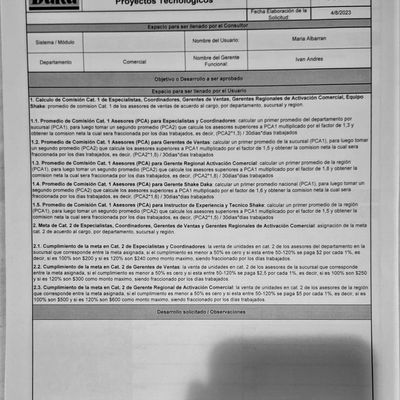 Daka
Proyectos Tecnológicos
Fecha Elaboración de la Solicitud:
4/8/2023
Espacio para ser llenado por el Consultor
Sistema / Módulo
Nombre del Usuario:
Maria Albarran
Departamento
Comercial
Nombre del Gerente Funcional:
Ivan Andres
Objetivo o Desarrollo a ser aprobado
Espacio para ser llenado por el Usuario
1. Calculo de Comisión Cat. 1 de Especialistas, Coordinadores, Gerentes de Ventas, Gerentes Regionales de Activación Comercial, Equipo
Shake: promedio de comision Cat. 1 de los asesores de ventas de acuerdo al cargo, por departamento, sucursal y region.
1.1. Promedio de Comisión Cat. 1 Asesores (PCA) para Especialistas y Coordinadores: calcular un primer promedio del departamento por
sucursal (PCA1), para luego tomar un segundo promedio (PCA2) que calcule los asesores superiores a PCA1 multiplicado por el factor de 1,3 y
obtener la comisión neta la cual sera fraccionada por los dias trabajados, es decir, (PCA2*1,3) / 30dias*dias trabajados
1.2. Promedio de Comisión Cat. 1 Asesores (PCA) para Gerentes de Ventas: calcular un primer promedio de la sucursal (PCA1), para luego tomar
un segundo promedio (PCA2) que calcule los asesores superiores a PCA1 multiplicado por el factor de 1,5 y obtener la comision neta la cual sera
fraccionada por los dias trabajados, es decir, (PCA2*1,5) / 30dias*dias trabajados
1.3. Promedio de Comisión Cat. 1 Asesores (PCA) para Gerente Regional Activación Comercial: calcular un primer promedio de la región
(PCA1), para luego tomar un segundo promedio (PCA2) que calcule los asesores superiores a PCA1 multiplicado por el factor de 1,8 y obtener la
comision neta la cual sera fraccionada por los dias trabajados, es decir, (PCA2*1,8) / 30dias*dias trabajados
1.4. Promedio de Comisión Cat. 1 Asesores (PCA) para Gerente Shake Daka: calcular un primer promedio nacional (PCA1), para luego tomar un
segundo promedio (PCA2) que calcule los asesores superiores a PCA1 multiplicado por el factor de 1,6 y obtener la comision neta la cual sera
fraccionada por los dias trabajados, es decir, (PCA2*1,6) / 30dias*dias trabajados
1.5. Promedio de Comisión Cat. 1 Asesores (PCA) para Instructor de Experiencia y Tecnico Shake: calcular un primer promedio de la región
(PCA1), para luego tomar un segundo promedio (PCA2) que calcule los asesores superiores a PCA1 multiplicado por el factor de 1,5 y obtener la
comision neta la cual sera fraccionada por los dias trabajados, es decir, (PCA2*1,5) / 30dias*dias trabajados
2. Meta de Cat. 2 de Especialistas, Coordinadores, Gerentes de Ventas y Gerentes Regionales de Activación Comercial: asignación de la meta
cat. 2 de acuerdo al cargo, por departamento, sucursal y región.
2.1. Cumplimiento de la meta en Cat. 2 de Especialistas y Coordinadores: la venta de unidades en cat. 2 de los asesores del departamento en la
sucursal que corresponde entre la meta asignada, si el cumplimiento es menor a 50% es cero y si esta entre 50-120% se paga $2 por cada 1%, es
decir, si es 100% son $200 y si es 120% son $240 como monto maximo, siendo fraccionado por los dias trabajados.
2.2. Cumplimiento de la meta en Cat. 2 de Gerentes de Ventas: la venta de unidades en cat. 2 de los asesores de la sucursal que corresponde
entre la meta asignada, si el cumplimiento es menor a 50% es cero y si esta entre 50-120% se paga $2,5 por cada 1%, es decir, si es 100% son $250
y si es 120% son $300 como monto maximo, siendo fraccionado por los dias trabajados.
2.3. Cumplimiento de la meta en Cat. 2 de Gerente Regional de Activación Comercial: la venta de unidades en cat. 2 de los asesores de la región
que corresponde entre la meta asignada, si el cumplimiento es menor a 50% es cero y si esta entre 50-120% se paga $5 por cada 1%, es decir, si es
100% son $500 y si es 120% son $600 como monto maximo, siendo fraccionado por los dias trabajados.
Desarrollo solicitado / Observaciones